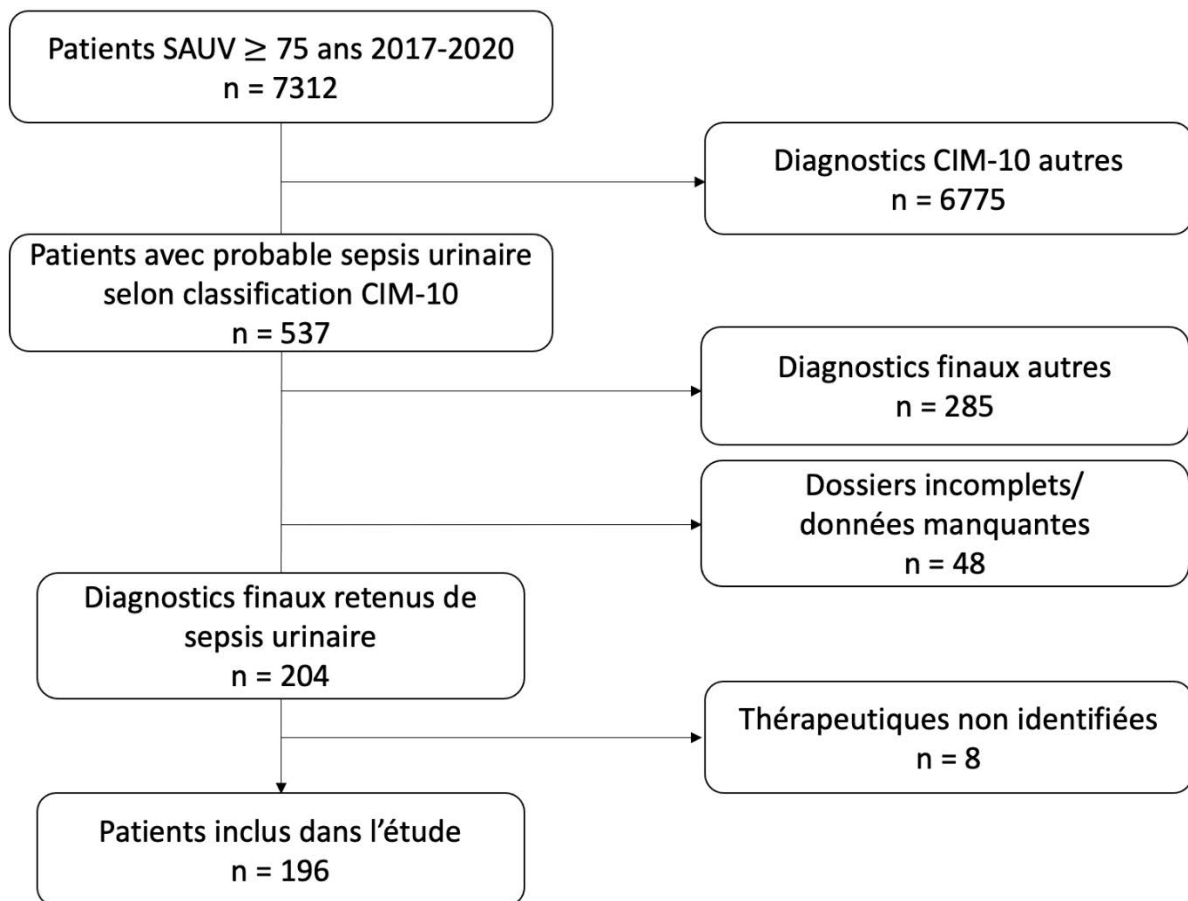 Patients SAUV ≥ 75 ans 2017-2020
n = 7312
Diagnostics CIM-10 autres
n = 6775
Patients avec probable sepsis urinaire
selon classification CIM-10
n = 537
Diagnostics finaux autres
n = 285
Dossiers incomplets/
données manquantes
n = 48
Diagnostics finaux retenus de
sepsis urinaire
n = 204
Thérapeutiques non identifiées
n = 8
Patients inclus dans l’étude
n = 196